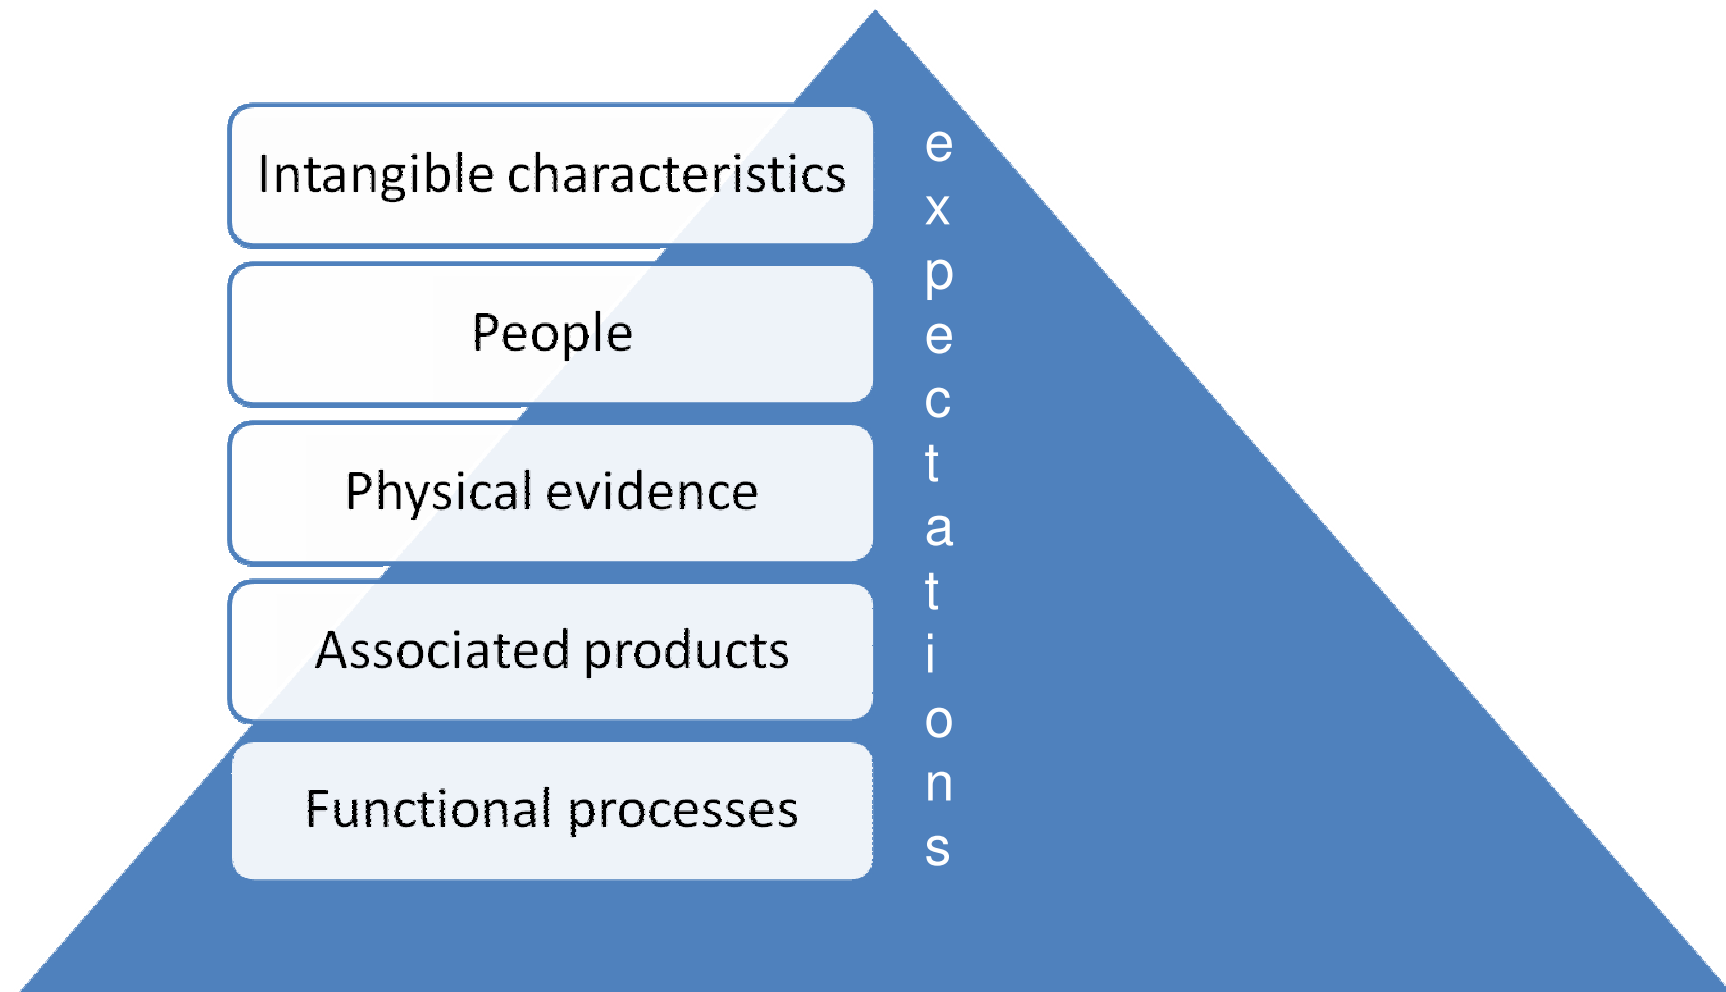 Intangible characteristics
People
Physical evidence
Associated products
Functional processes
expectations